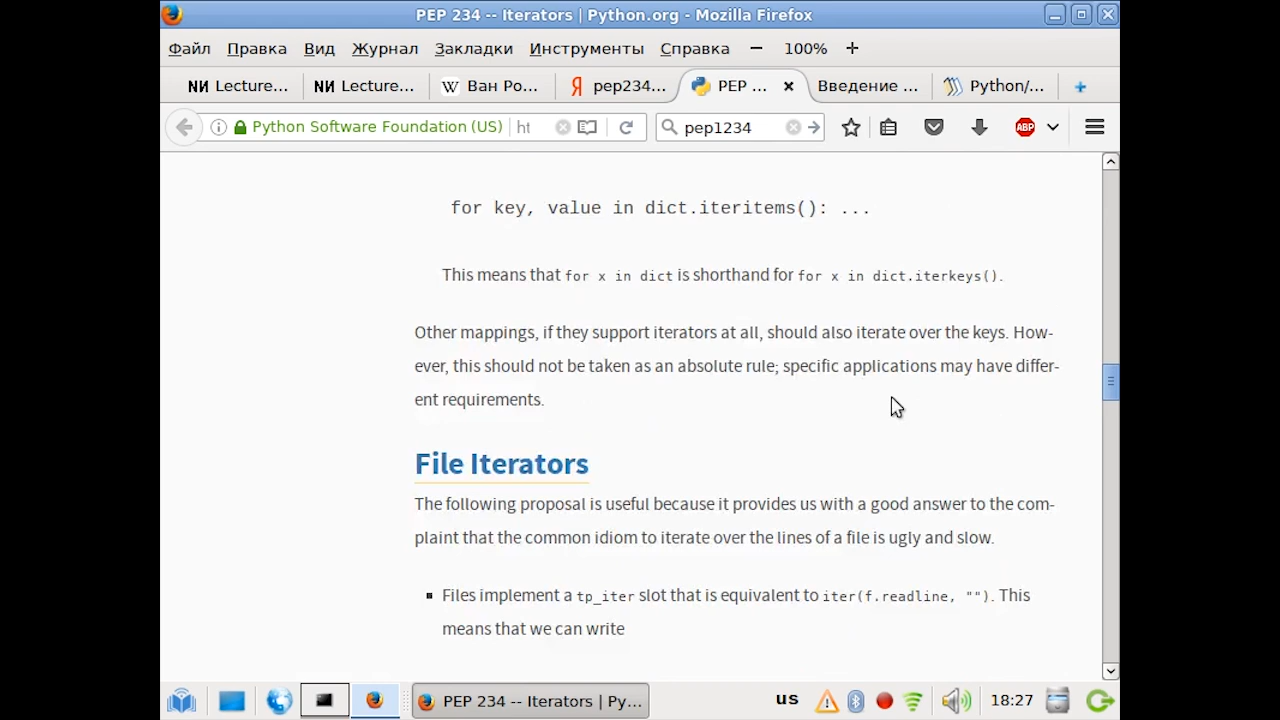 PEP 234 -- Iterators | Python.org - Mozilla Firefox
Файл Правка Вид Журнал Закладки Инструменты Справка − 100% +
Lecture... Lecture... Ван Ро... pep234... PEP ... Введение ... Python/...
Python Software Foundation (US) ht pep1234 ABP
for key, value in dict.iteritems(): ...
This means that for x in dict is shorthand for for x in dict.iterkeys().
Other mappings, if they support iterators at all, should also iterate over the keys. How-
ever, this should not be taken as an absolute rule; specific applications may have differ-
ent requirements.
File Iterators
The following proposal is useful because it provides us with a good answer to the com-
plaint that the common idiom to iterate over the lines of a file is ugly and slow.
Files implement a tp_iter slot that is equivalent to iter(f.readline, ""). This
means that we can write
PEP 234 -- Iterators | Py... us 18:27